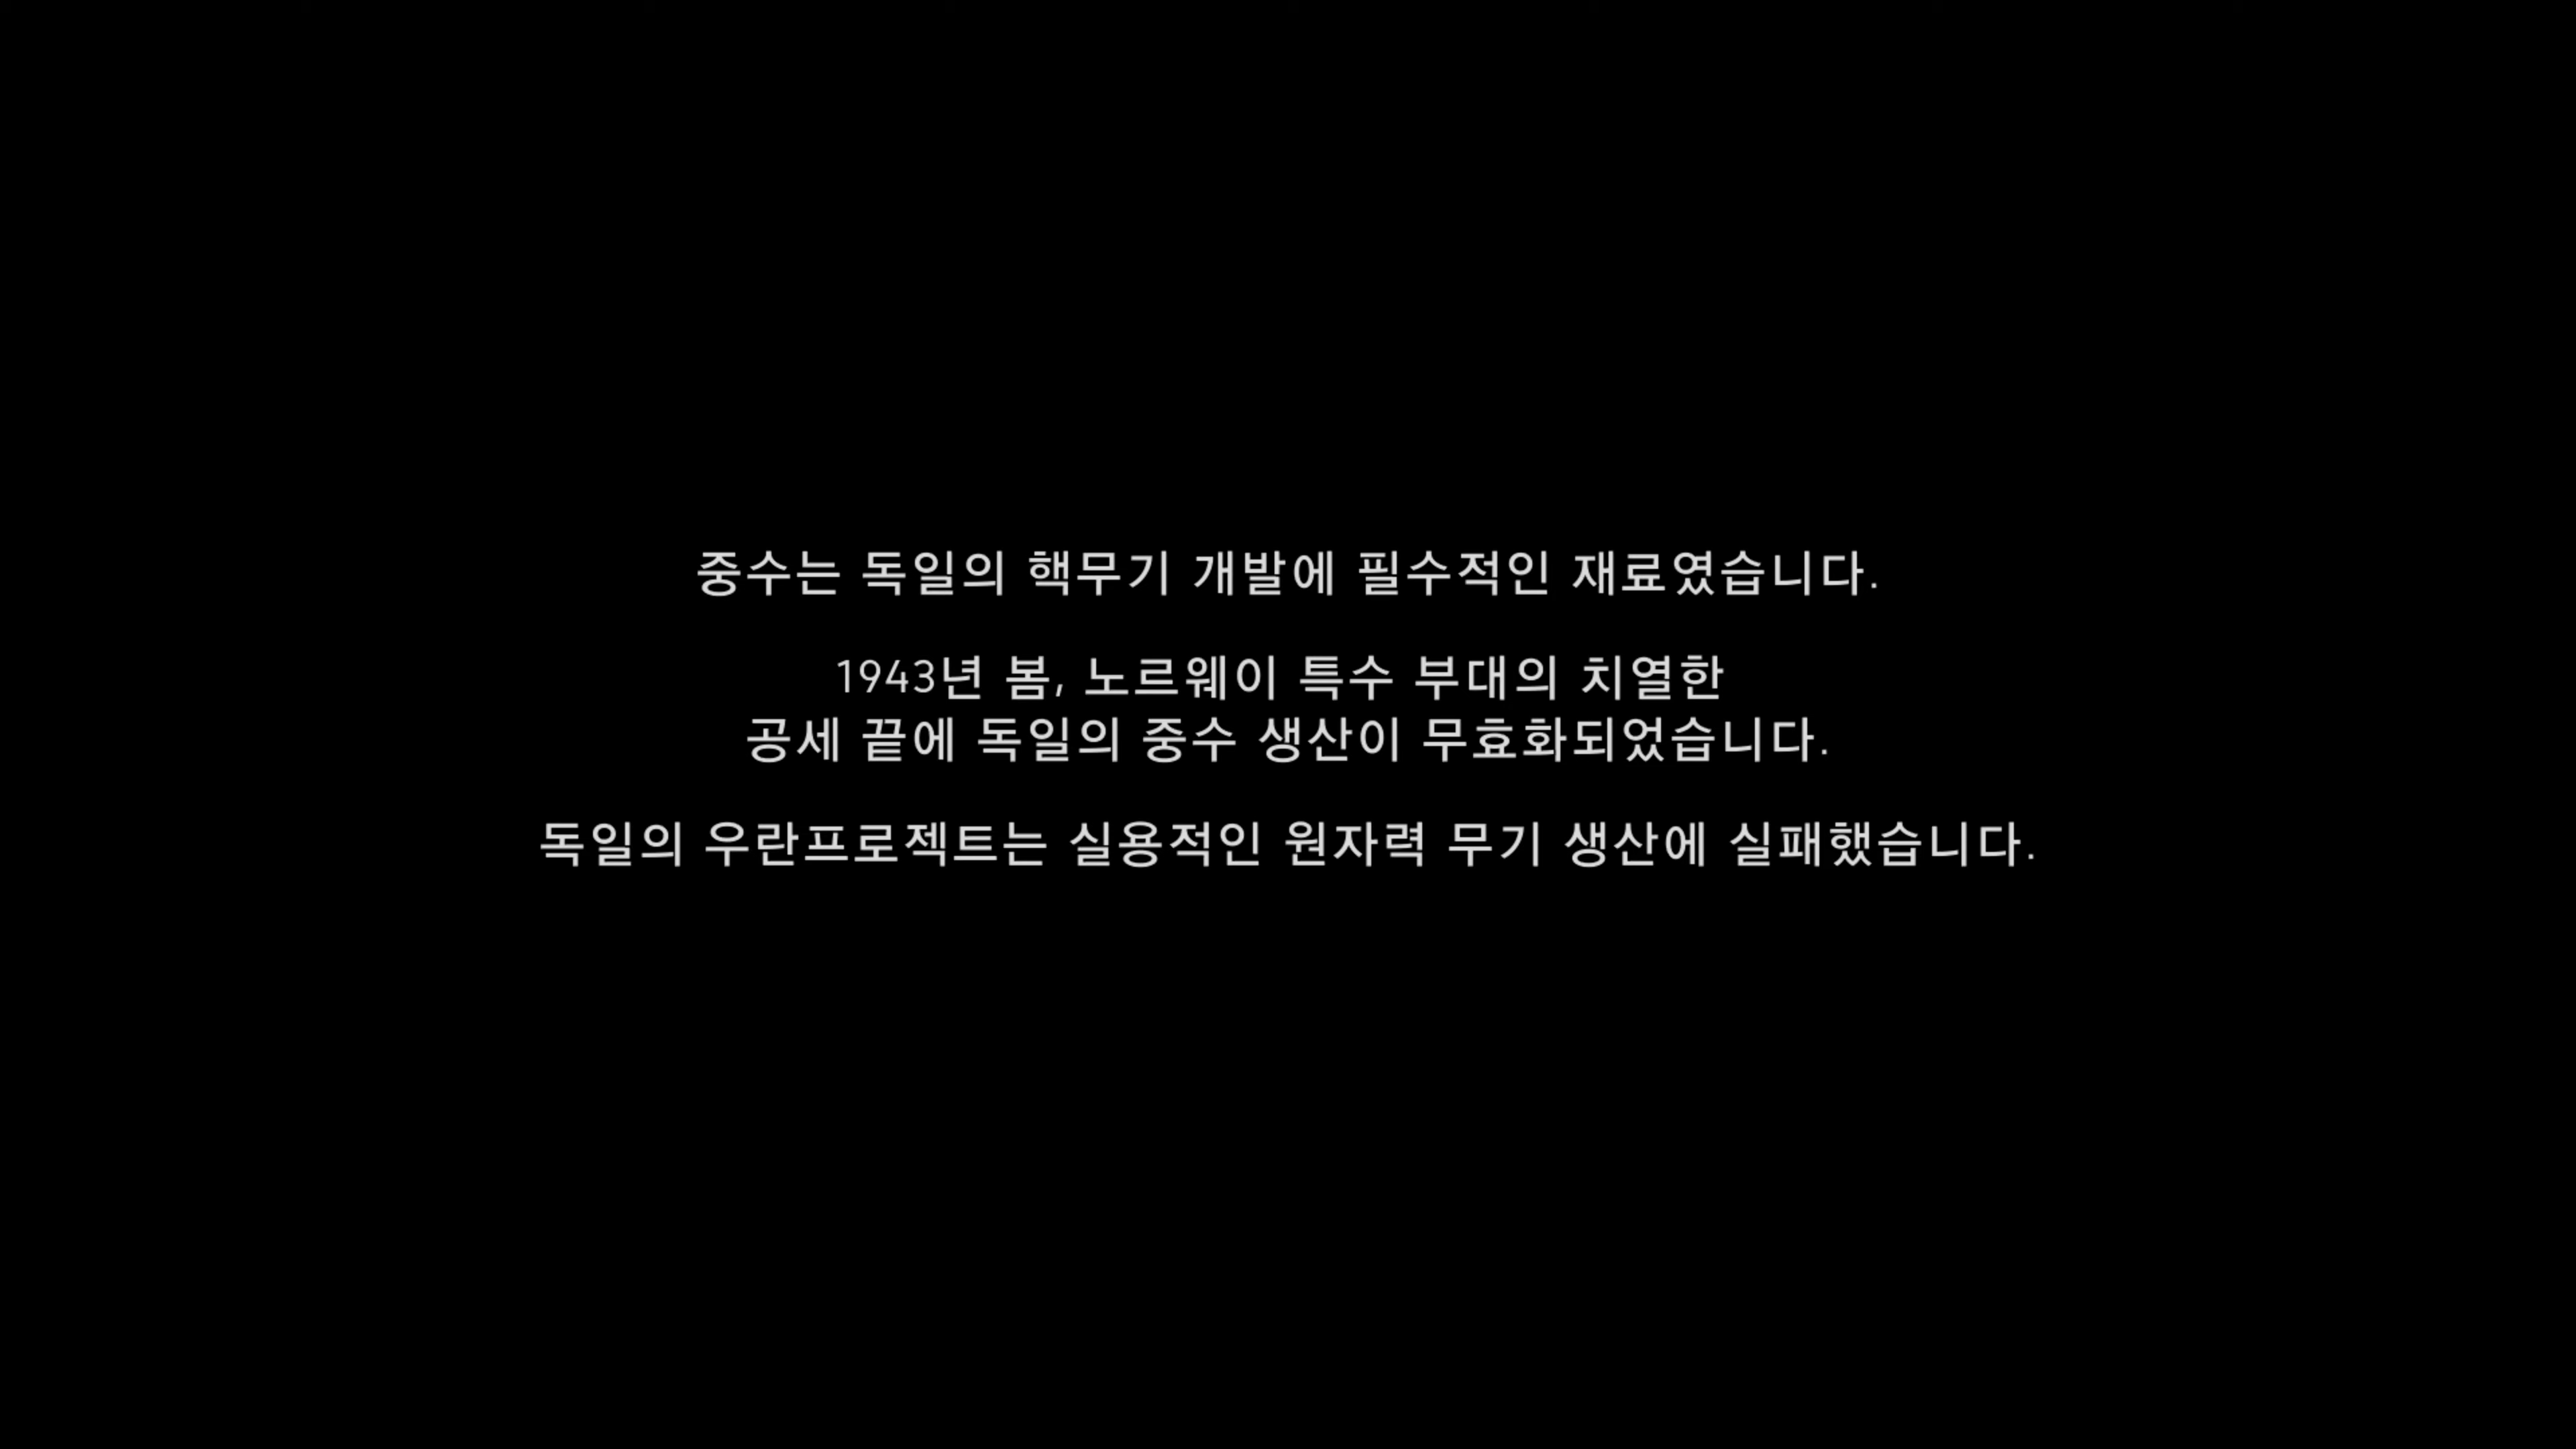 중수는 독일의 핵무기 개발에 필수적인 재료였습니다.
1943년 봄, 노르웨이 특수 부대의 치열한
공세 끝에 독일의 중수 생산이 무효화되었습니다.
독일의 우란프로젝트는 실용적인 원자력 무기 생산에 실패했습니다.